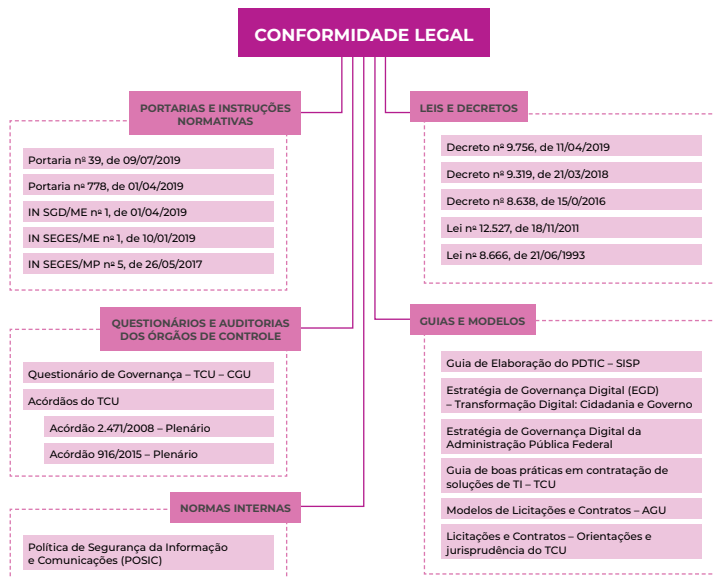 CONFORMIDADE LEGAL
PORTARIAS E INSTRUÇÕES
NORMATIVAS
Portaria nº 39, de 09/07/2019
Portaria nº 778, de 01/04/2019
IN SGD/ME nº 1, de 01/04/2019
IN SEGES/ME nº 1, de 10/01/2019
IN SEGES/MP nº 5, de 26/05/2017
QUESTIONÁRIOS E AUDITORIAS
DOS ÓRGÃOS DE CONTROLE
Questionário de Governança – TCU – CGU
Acórdãos do TCU
Acórdão 2.471/2008 – Plenário
Acórdão 916/2015 – Plenário
NORMAS INTERNAS
Política de Segurança da Informação
e Comunicações (POSIC)
LEIS E DECRETOS
Decreto nº 9.756, de 11/04/2019
Decreto nº 9.319, de 21/03/2018
Decreto nº 8.638, de 15/0/2016
Lei nº 12.527, de 18/11/2011
Lei nº 8.666, de 21/06/1993
GUIAS E MODELOS
Guia de Elaboração do PDTIC – SISP
Estratégia de Governança Digital (EGD)
– Transformação Digital: Cidadania e Governo
Estratégia de Governança Digital da
Administração Pública Federal
Guia de boas práticas em contratação de
soluções de TI – TCU
Modelos de Licitações e Contratos – AGU
Licitações e Contratos – Orientações e
jurisprudência do TCU